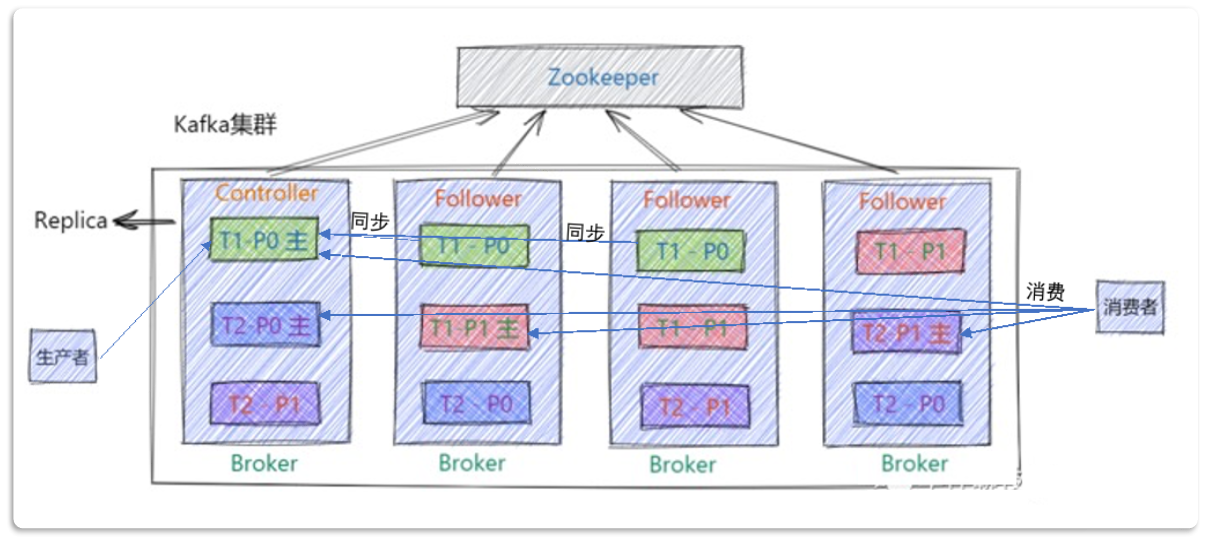 Zookeeper
Kafka集群
Controller
Follower
Follower
Follower
Replica
同步
同步
T1-P0 主
T1 - P0
T1 - P0
T1 - P1
消费
消费者
T2-P0 主
T1-P1 主
T1 - P1
T2-P1 主
生产者
T2 - P1
T2 - P0
T2 - P1
T2 - P0
Broker
Broker
Broker
Broker